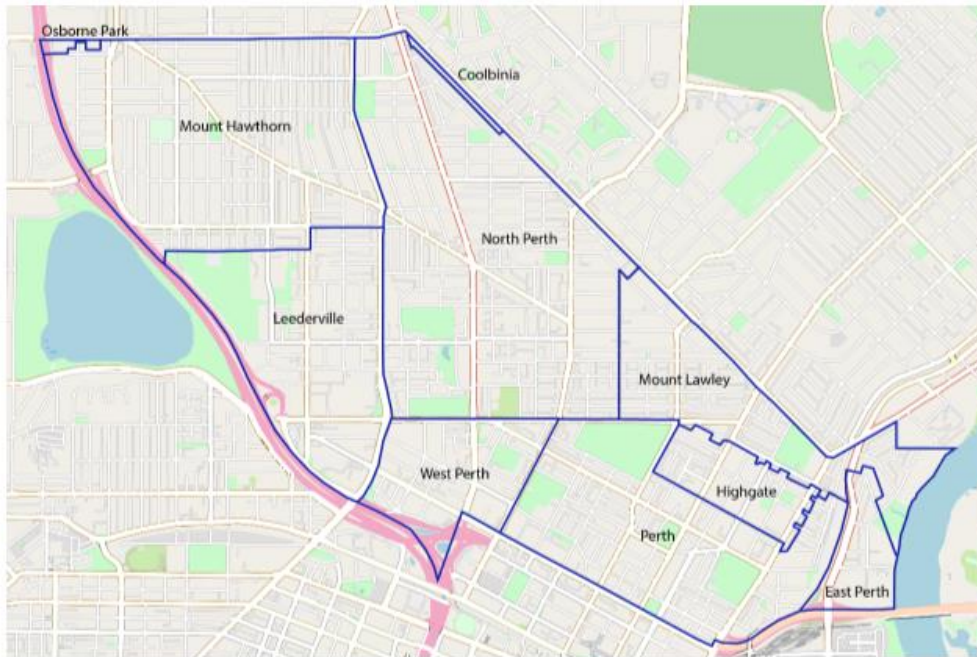 Osborne Park
Coolbinia
Mount Hawthorn
North Perth
Leederville
Mount Lawley
West Perth
Highgate
Perth
East Perth